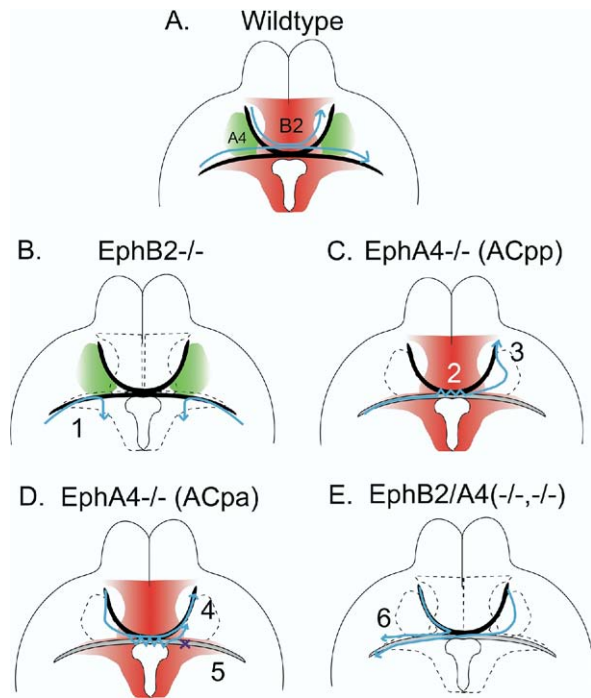 A. Wildtype
A4
B2
B. EphB2-/-
1
C. EphA4-/- (ACpp)
2
3
D. EphA4-/- (ACpa)
4
5
E. EphB2/A4(-/-,-/-)
6